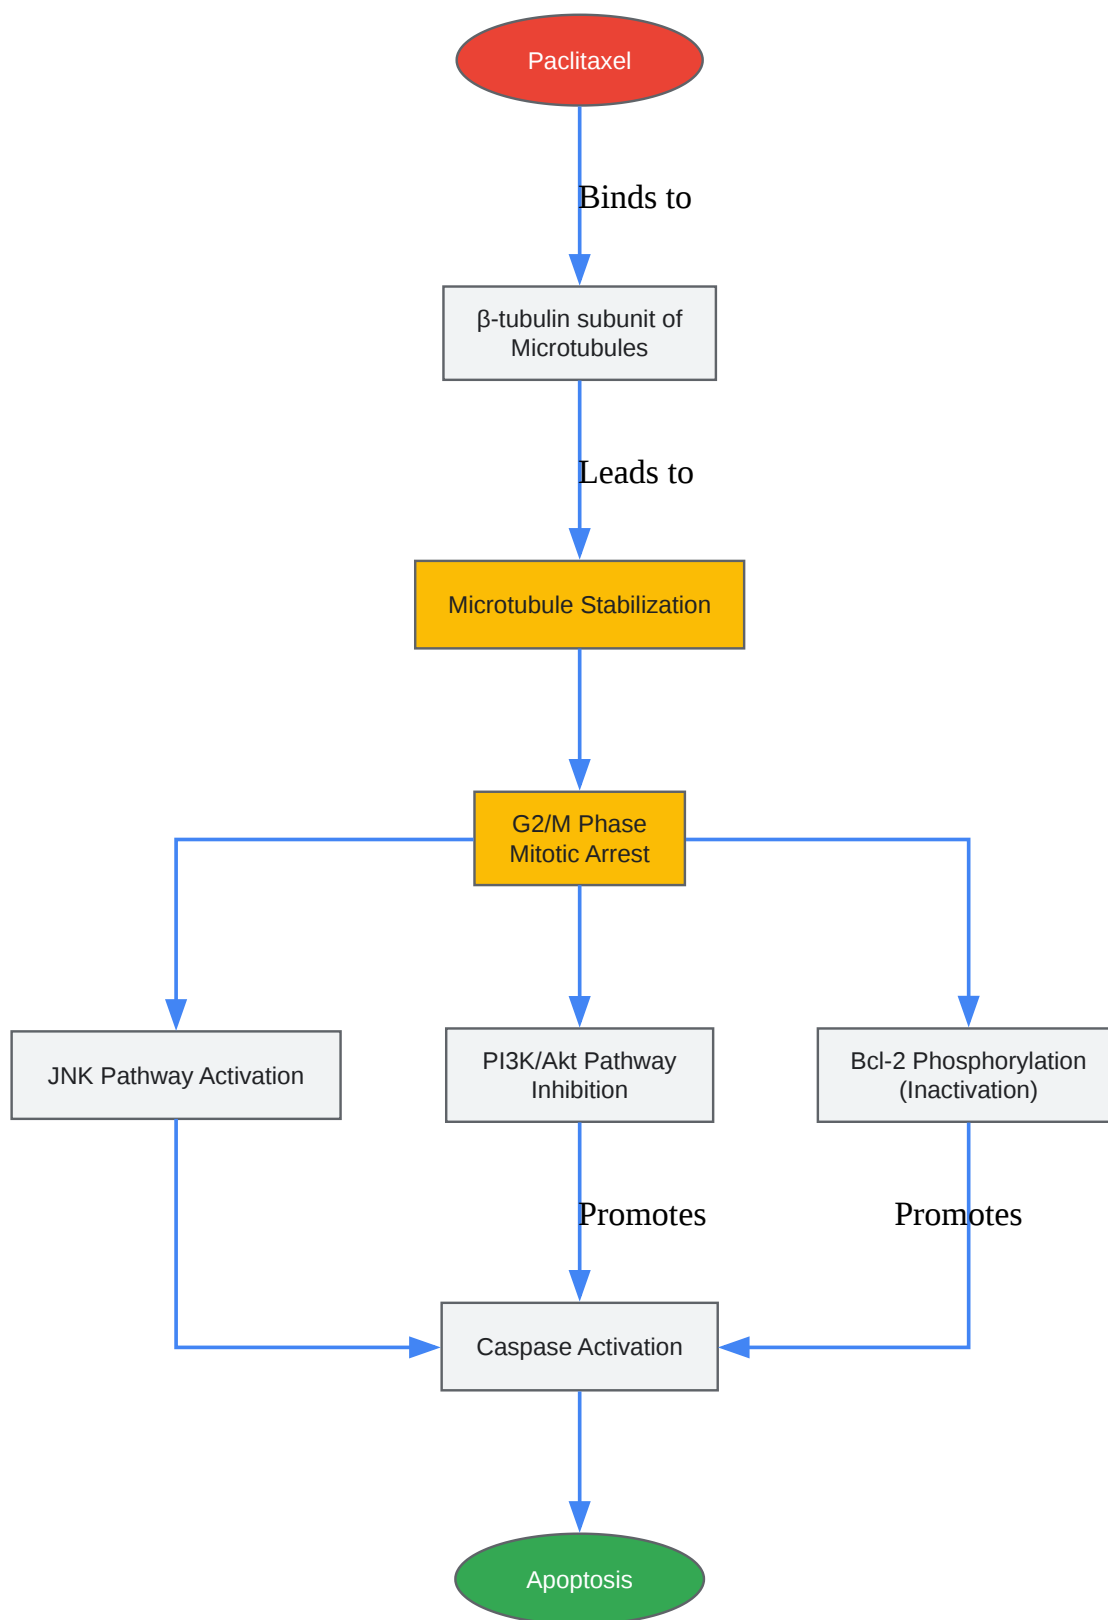 Paclitaxel
Binds to
β-tubulin subunit of
Microtubules
Leads to
Microtubule Stabilization
G2/M Phase
Mitotic Arrest
JNK Pathway Activation
PI3K/Akt Pathway
Inhibition
Bcl-2 Phosphorylation
(Inactivation)
Promotes
Promotes
Caspase Activation
Apoptosis